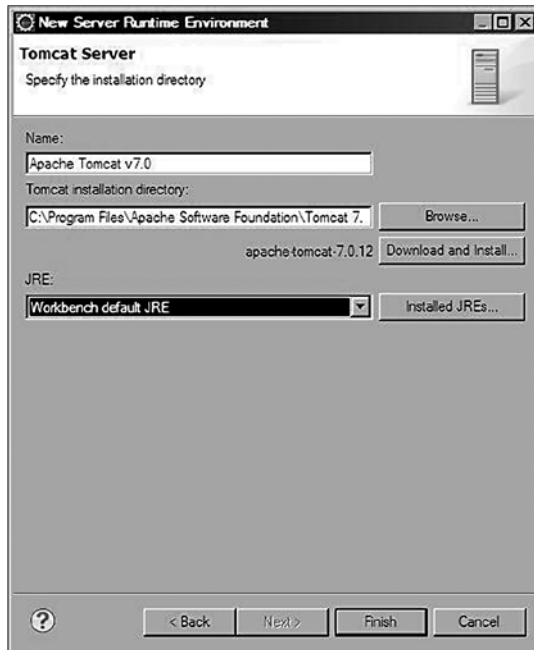 New Server Runtime Environment
Tomcat Server
Specify the installation directory
Name:
Apache Tomcat v7.0
Tomcat installation directory:
C:\Program Files\Apache Software Foundation\Tomcat 7.
Browse...
apache-tomcat-7.0.12
Download and Install...
JRE:
Workbench default JRE
Installed JREs...
?
< Back
Next >
Finish
Cancel